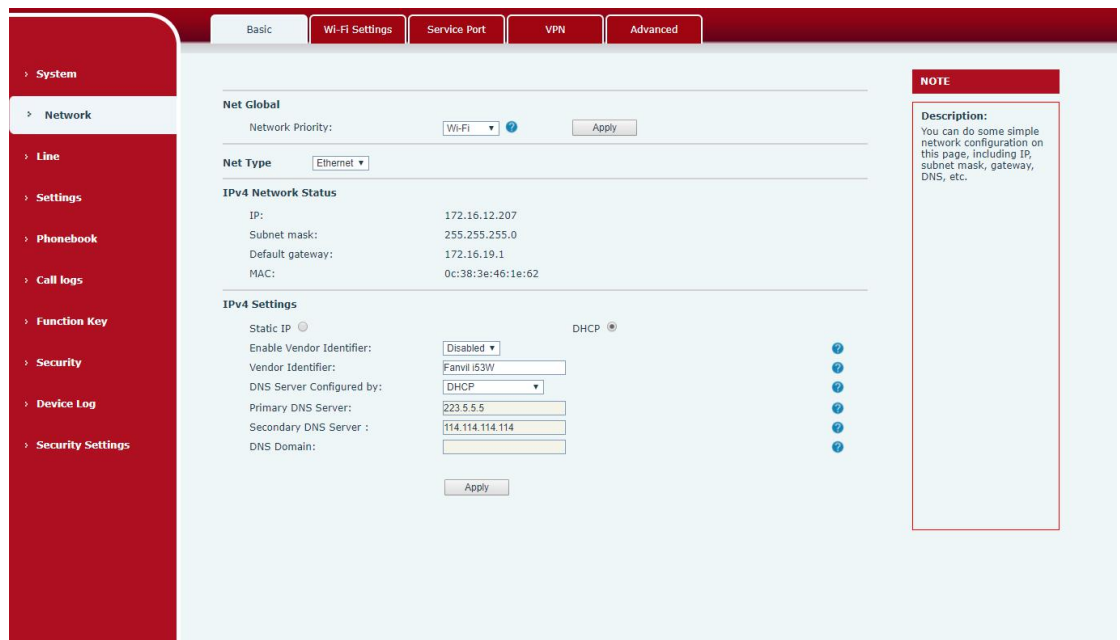 Basic
Wi-Fi Settings
Service Port
VPN
Advanced
System
Network
Line
Settings
Phonebook
Call logs
Function Key
Security
Device Log
Security Settings
Net Global
Network Priority: Wi-Fi Apply
Net Type Ethernet
IPv4 Network Status
IP: 172.16.12.207
Subnet mask: 255.255.255.0
Default gateway: 172.16.19.1
MAC: 0c:38:3e:46:1e:62
IPv4 Settings
Static IP DHCP
Enable Vendor Identifier: Disabled
Vendor Identifier: Fanvil i53W
DNS Server Configured by: DHCP
Primary DNS Server: 223.5.5.5
Secondary DNS Server : 114.114.114.114
DNS Domain:
Apply
NOTE
Description:
You can do some simple
network configuration on
this page, including IP,
subnet mask, gateway,
DNS, etc.